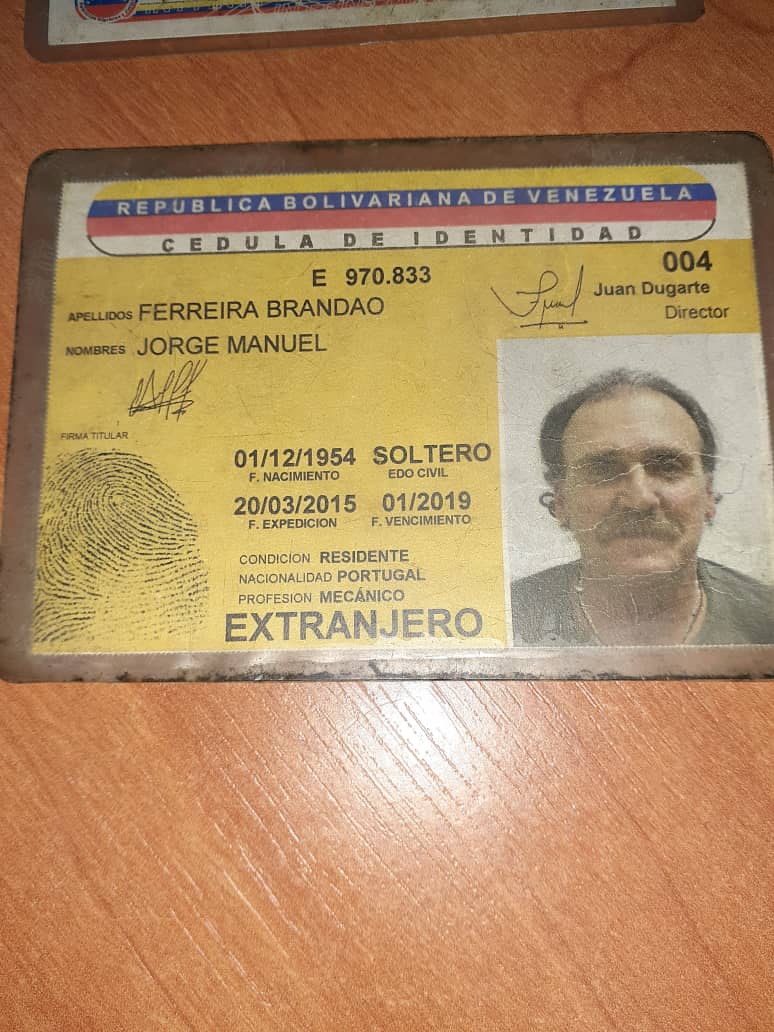 REPUBLICA BOLIVARIANA DE VENEZUELA
CEDULA DE IDENTIDAD
E 970.833
004
Juan Dugarte
Director
APELLIDOS FERREIRA BRANDAO
NOMBRES JORGE MANUEL
FIRMA TITULAR
01/12/1954 SOLTERO
F. NACIMIENTO EDO CIVIL
20/03/2015 01/2019
F. EXPEDICION F. VENCIMIENTO
CONDICION RESIDENTE
NACIONALIDAD PORTUGAL
PROFESION MECÁNICO
EXTRANJERO